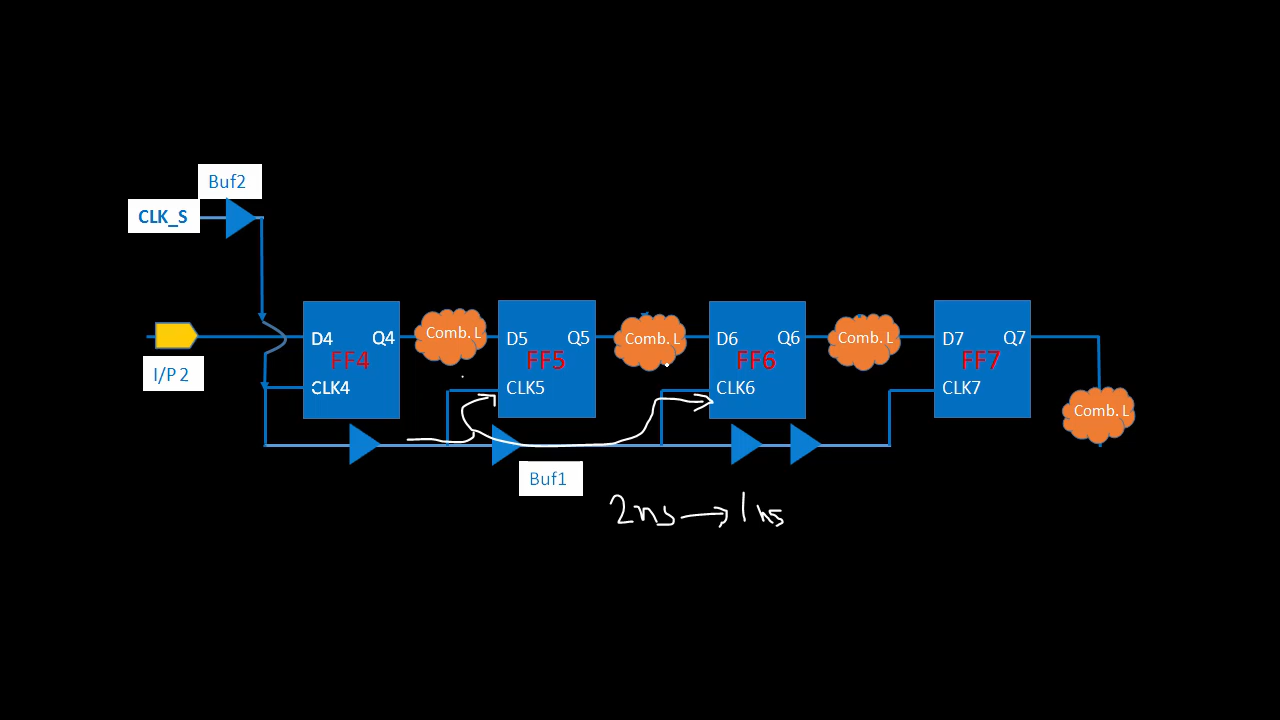 Buf2
CLK_S
I/P 2
D4 Q4
FF4
CLK4
Comb. L
D5 Q5
FF5
CLK5
Comb. L
D6 Q6
FF6
CLK6
Comb. L
D7 Q7
FF7
CLK7
Comb. L
Buf1
2ns → 1ns